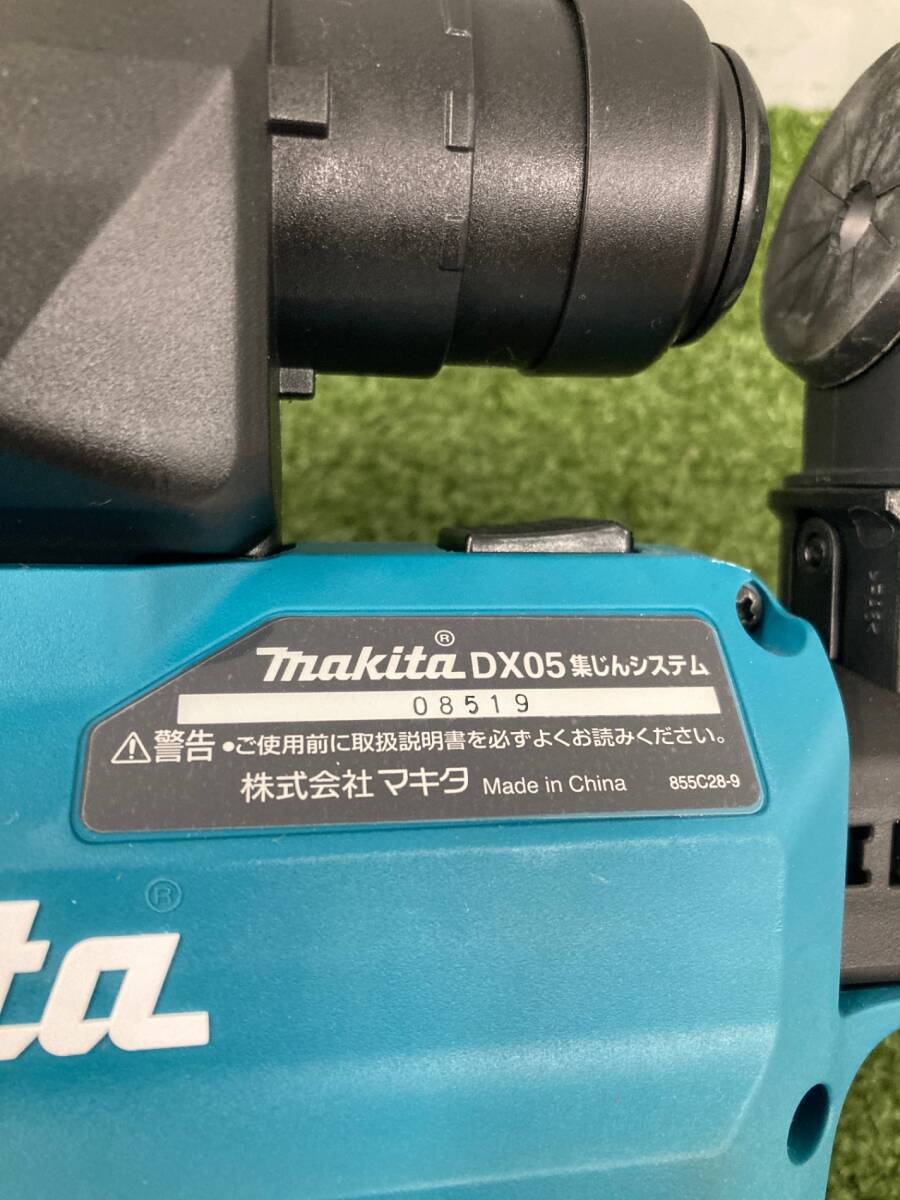 makita® DX05 集じんシステム
08519
⚠警告 •ご使用前に取扱説明書を必ずよくお読みください。
株式会社 マキタ Made in China 855C28-9
ta®
>PA6<